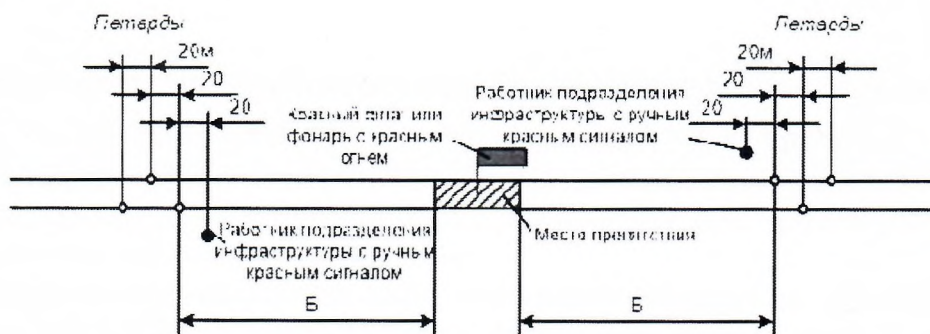 Петарды
20м
20
20
Красный флаг или
фонарь с красным
огнем
Работник подразделения
инфраструктуры с ручным
красным сигналом
Петарды
20м
20
20
Работник подразделения
инфраструктуры с ручным
красным сигналом
Место препятствия
Б
Б